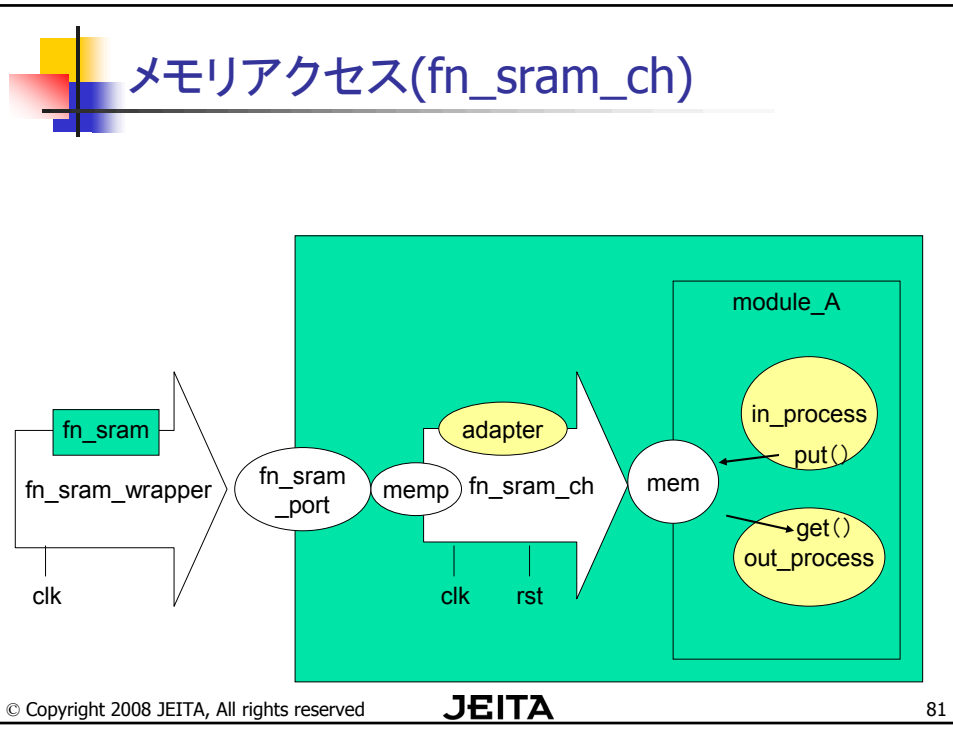 メモリアクセス(fn_sram_ch)
module_A
in_process
put()
get()
out_process
fn_sram
fn_sram_wrapper
clk
fn_sram
_port
memp
adapter
fn_sram_ch
clk
rst
mem
© Copyright 2008 JEITA, All rights reserved
JEITA
81